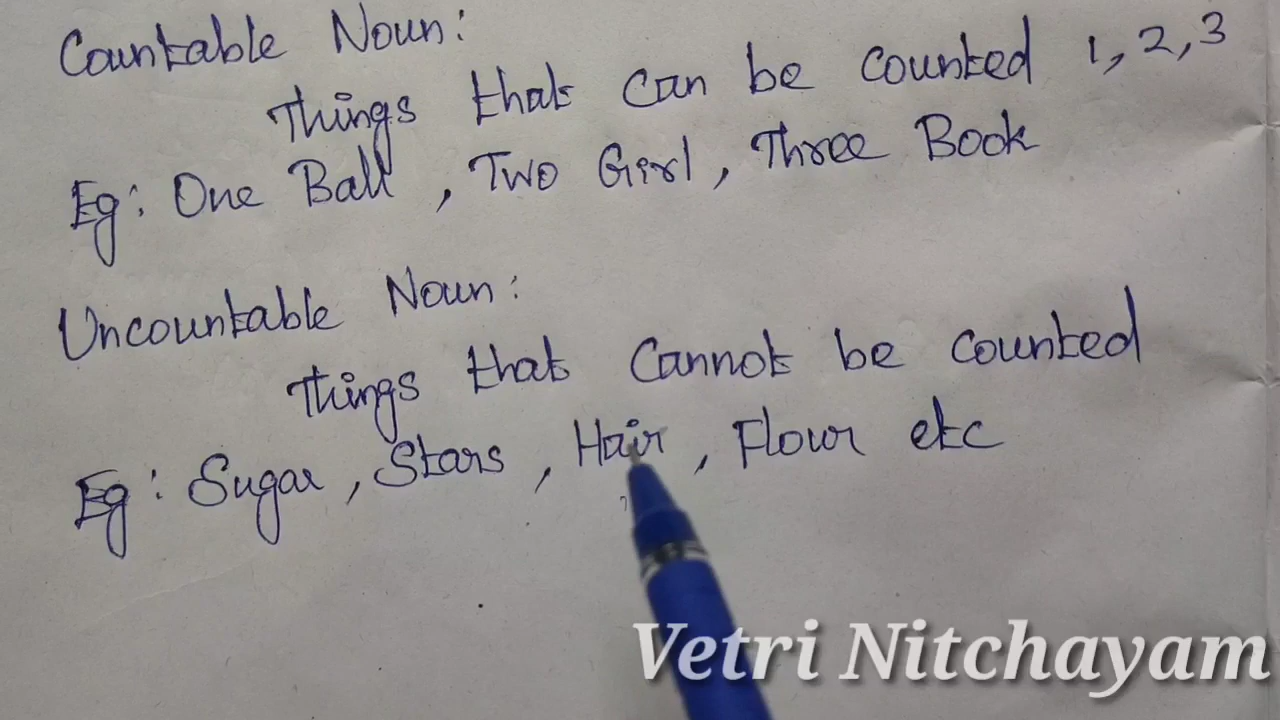 Countable Noun:
Things that can be counted 1, 2, 3
Eg: One Ball, Two Girl, Three Book
Uncountable Noun:
Things that cannot be counted
Eg: Sugar, Stars, Hair, Flour etc
Vetri Nitchayam